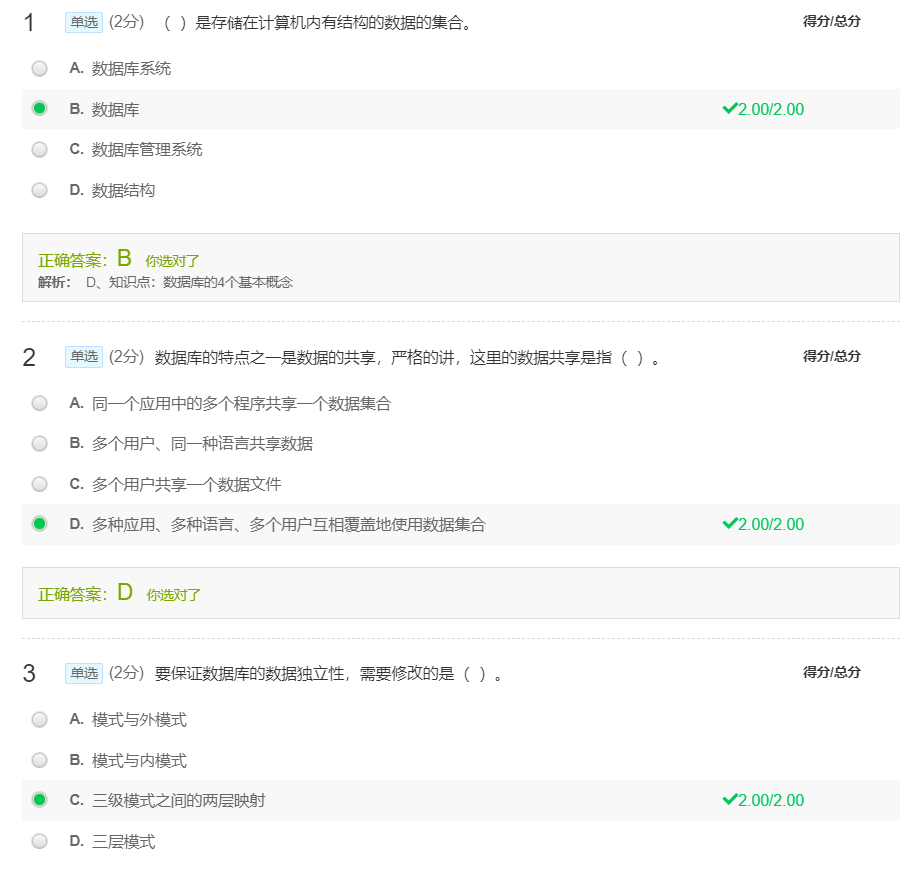 1 单选 (2分) （ ）是存储在计算机内有结构的数据的集合。 得分/总分
A. 数据库系统
B. 数据库 2.00/2.00
C. 数据库管理系统
D. 数据结构
正确答案：B 你选对了
解析： D、知识点：数据库的4个基本概念
2 单选 (2分) 数据库的特点之一是数据的共享，严格的讲，这里的数据共享是指（ ）。 得分/总分
A. 同一个应用中的多个程序共享一个数据集合
B. 多个用户、同一种语言共享数据
C. 多个用户共享一个数据文件
D. 多种应用、多种语言、多个用户互相覆盖地使用数据集合 2.00/2.00
正确答案：D 你选对了
3 单选 (2分) 要保证数据库的数据独立性，需要修改的是（ ）。 得分/总分
A. 模式与外模式
B. 模式与内模式
C. 三级模式之间的两层映射 2.00/2.00
D. 三层模式